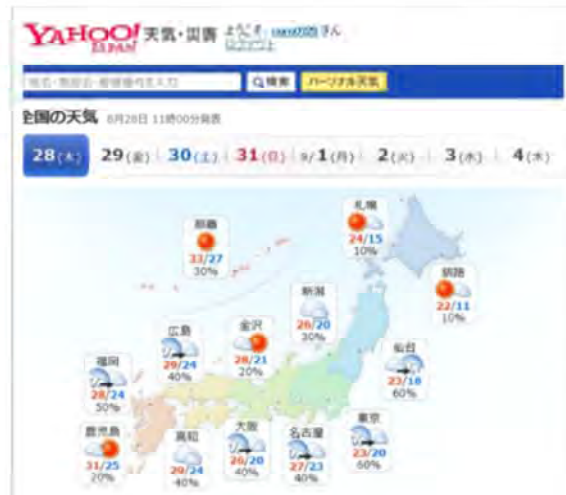 YAHOO! 天気・災害 ようこそ、 さん
JAPAN ログアウト
検索 パーソナル天気
全国の天気 8月28日 11時00分発表
28(木) 29(金) 30(土) 31(日) 9/1(月) 2(火) 3(水) 4(木)
札幌
24/15
10%
那覇
33/27
30%
釧路
22/11
10%
新潟
26/20
30%
金沢
28/21
20%
広島
29/24
40%
仙台
23/18
60%
福岡
28/24
50%
東京
23/20
60%
大阪
26/20
40%
名古屋
27/23
40%
鹿児島
31/25
20%
高知
29/24
40%